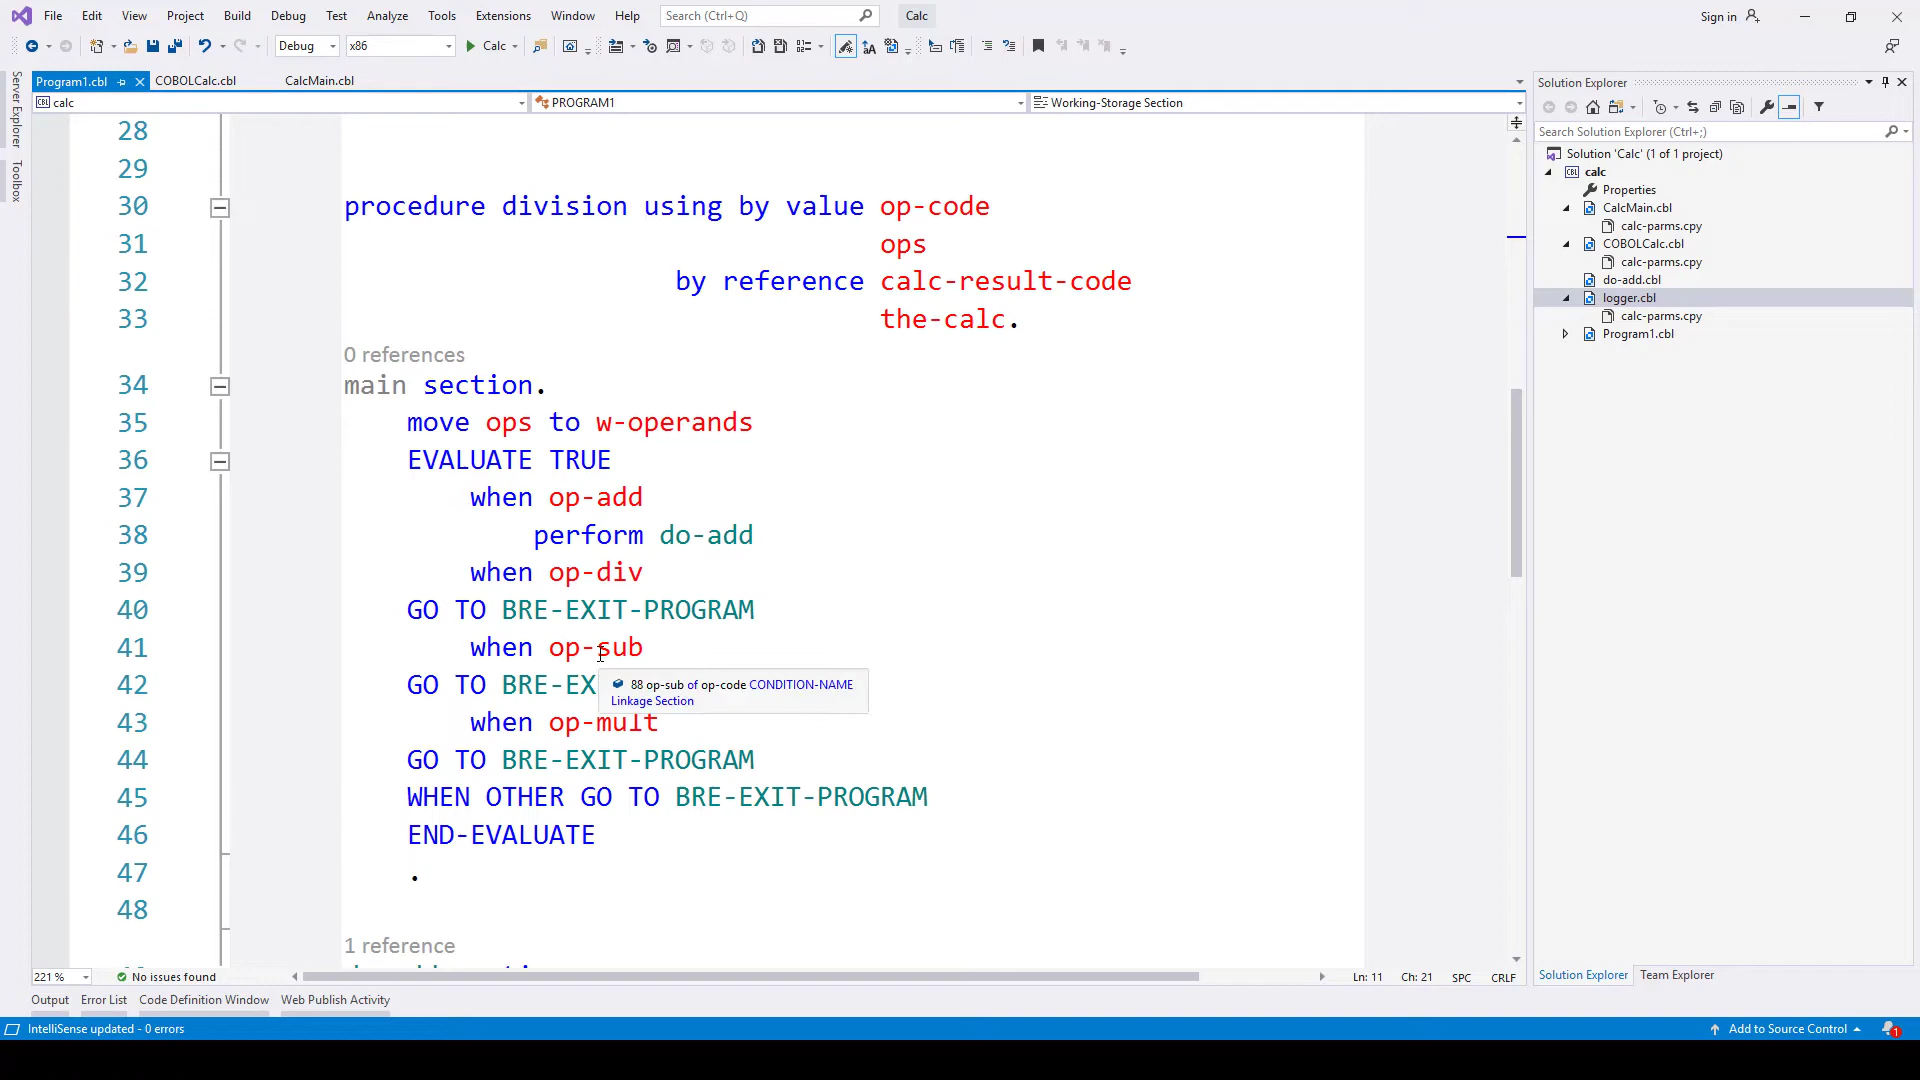 File Edit View Project Build Debug Test Analyze Tools Extensions Window Help Search (Ctrl+Q) Calc Sign in
Debug x86 Calc
Program1.cbl COBOLCalc.cbl CalcMain.cbl
calc PROGRAM1 Working-Storage Section
Server Explorer
Toolbox
28
29
30 procedure division using by value op-code
31 ops
32 by reference calc-result-code
33 the-calc.
0 references
34 main section.
35 move ops to w-operands
36 EVALUATE TRUE
37 when op-add
38 perform do-add
39 when op-div
40 GO TO BRE-EXIT-PROGRAM
41 when op-sub
42 GO TO BRE-EX
88 op-sub of op-code CONDITION-NAME
Linkage Section
43 when op-mult
44 GO TO BRE-EXIT-PROGRAM
45 WHEN OTHER GO TO BRE-EXIT-PROGRAM
46 END-EVALUATE
47 .
48
1 reference
221 % No issues found Ln: 11 Ch: 21 SPC CRLF
Output Error List Code Definition Window Web Publish Activity
IntelliSense updated - 0 errors Add to Source Control 1
Solution Explorer
Search Solution Explorer (Ctrl+;)
Solution 'Calc' (1 of 1 project)
calc
Properties
CalcMain.cbl
calc-parms.cpy
COBOLCalc.cbl
calc-parms.cpy
do-add.cbl
logger.cbl
calc-parms.cpy
Program1.cbl
Solution Explorer Team Explorer